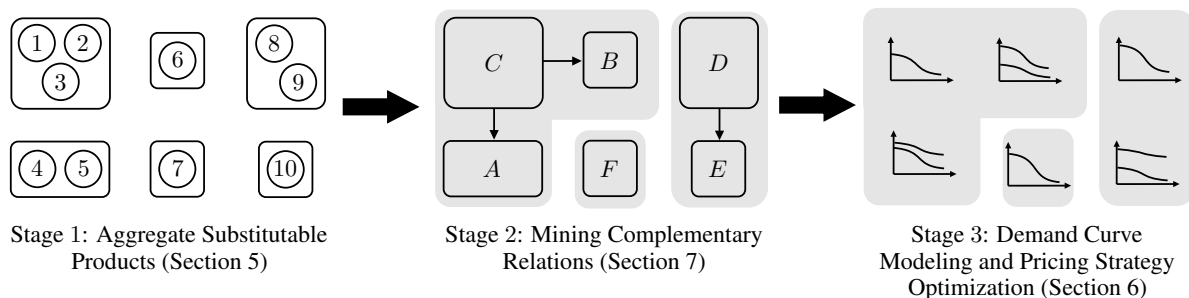 1 2 6 8
3 9
4 5 7 10
C B D
A F E
Stage 1: Aggregate Substitutable
Products (Section 5)
Stage 2: Mining Complementary
Relations (Section 7)
Stage 3: Demand Curve
Modeling and Pricing Strategy
Optimization (Section 6)